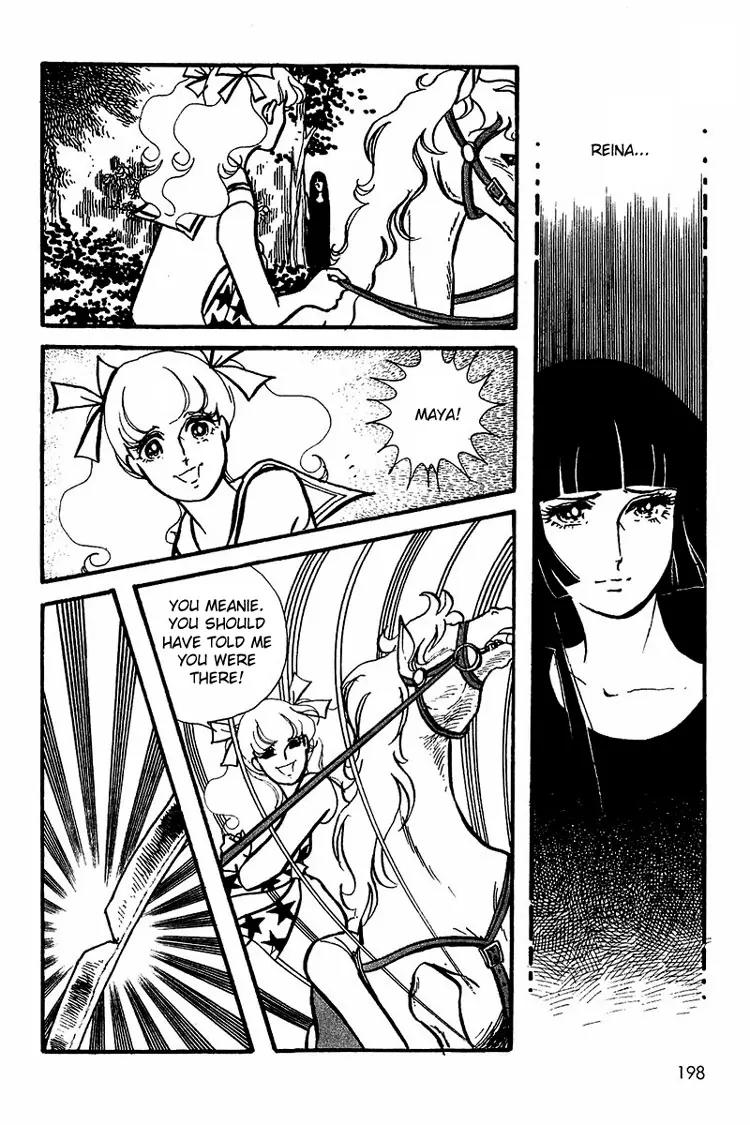 REINA...
MAYA!
YOU MEANIE.
YOU SHOULD
HAVE TOLD ME
YOU WERE
THERE!
198